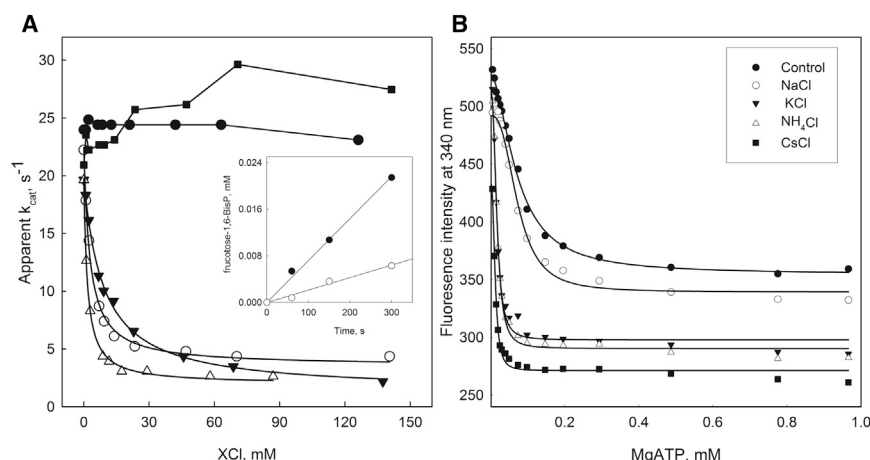 A
B
30
25
20
15
10
5
0
Apparent kcat, s-1
0
30
60
90
120
150
XCl, mM
0.024
0.016
0.008
0.000
frucotose-1,6-BisP, mM
0
100
200
300
Time, s
550
500
450
400
350
300
250
Fluoresence intensity at 340 nm
Control
NaCl
KCl
NH4Cl
CsCl
0.2
0.4
0.6
0.8
1.0
MgATP, mM